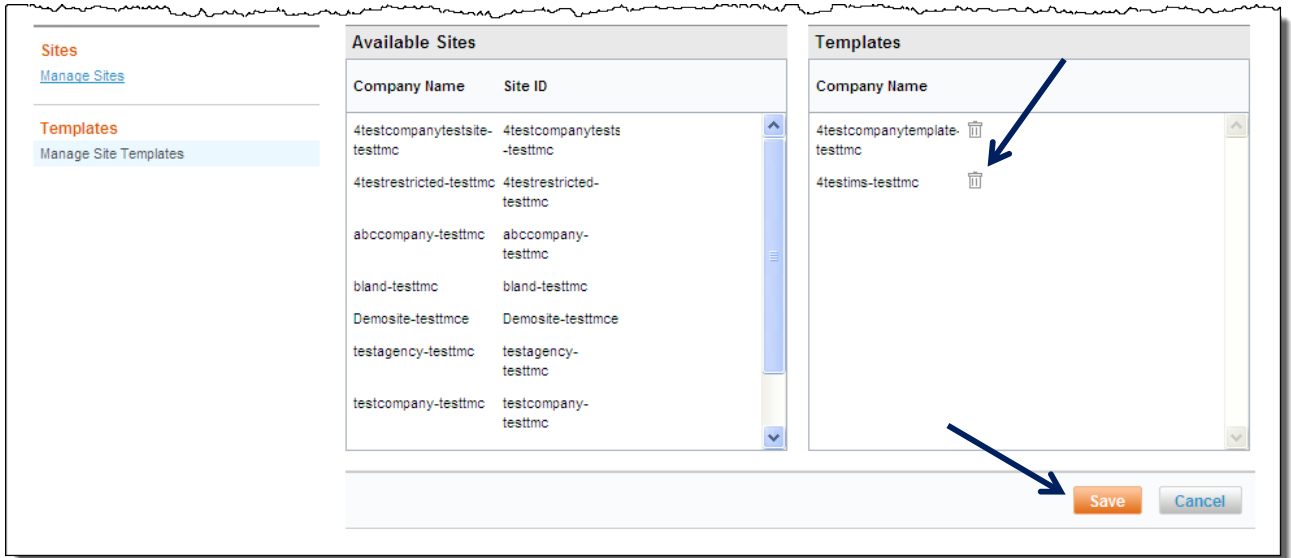 Sites
Manage Sites
Templates
Manage Site Templates
Available Sites
Company Name Site ID
4testcompanytestsite- 4testcompanytests
testtmc -testtmc
4testrestricted-testtmc 4testrestricted-
testtmc
abccompany-testtmc abccompany-
testtmc
bland-testtmc bland-testtmc
Demosite-testtmce Demosite-testtmce
testagency-testtmc testagency-
testtmc
testcompany-testtmc testcompany-
testtmc
Templates
Company Name
4testcompanytemplate-
testtmc
4testims-testtmc
Save Cancel